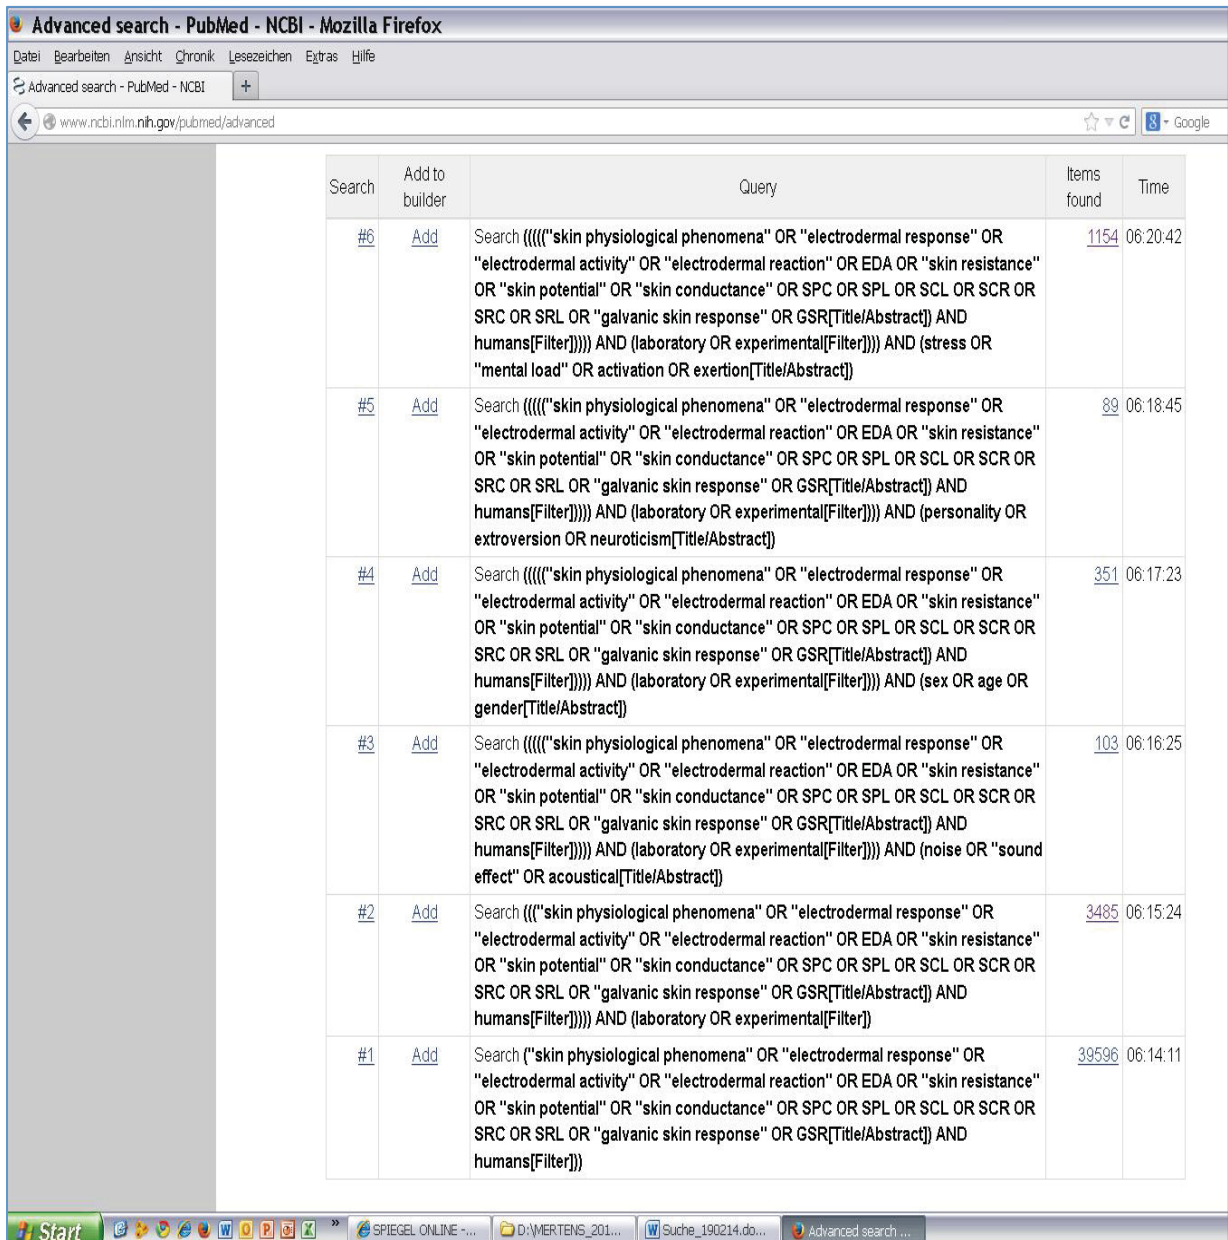 Advanced search - PubMed - NCBI - Mozilla Firefox
Datei Bearbeiten Ansicht Chronik Lesezeichen Extras Hilfe
Advanced search - PubMed - NCBI +
www.ncbi.nlm.nih.gov/pubmed/advanced Google
Search Add to builder Query Items found Time
#6 Add Search ((((("skin physiological phenomena" OR "electrodermal response" OR 1154 06:20:42
"electrodermal activity" OR "electrodermal reaction" OR EDA OR "skin resistance"
OR "skin potential" OR "skin conductance" OR SPC OR SPL OR SCL OR SCR OR
SRC OR SRL OR "galvanic skin response" OR GSR[Title/Abstract]) AND
humans[Filter])))) AND (laboratory OR experimental[Filter]))) AND (stress OR
"mental load" OR activation OR exertion[Title/Abstract])
#5 Add Search ((((("skin physiological phenomena" OR "electrodermal response" OR 89 06:18:45
"electrodermal activity" OR "electrodermal reaction" OR EDA OR "skin resistance"
OR "skin potential" OR "skin conductance" OR SPC OR SPL OR SCL OR SCR OR
SRC OR SRL OR "galvanic skin response" OR GSR[Title/Abstract]) AND
humans[Filter])))) AND (laboratory OR experimental[Filter]))) AND (personality OR
extroversion OR neuroticism[Title/Abstract])
#4 Add Search ((((("skin physiological phenomena" OR "electrodermal response" OR 351 06:17:23
"electrodermal activity" OR "electrodermal reaction" OR EDA OR "skin resistance"
OR "skin potential" OR "skin conductance" OR SPC OR SPL OR SCL OR SCR OR
SRC OR SRL OR "galvanic skin response" OR GSR[Title/Abstract]) AND
humans[Filter])))) AND (laboratory OR experimental[Filter]))) AND (sex OR age OR
gender[Title/Abstract])
#3 Add Search ((((("skin physiological phenomena" OR "electrodermal response" OR 103 06:16:25
"electrodermal activity" OR "electrodermal reaction" OR EDA OR "skin resistance"
OR "skin potential" OR "skin conductance" OR SPC OR SPL OR SCL OR SCR OR
SRC OR SRL OR "galvanic skin response" OR GSR[Title/Abstract]) AND
humans[Filter])))) AND (laboratory OR experimental[Filter]))) AND (noise OR "sound
effect" OR acoustical[Title/Abstract])
#2 Add Search ((("skin physiological phenomena" OR "electrodermal response" OR 3485 06:15:24
"electrodermal activity" OR "electrodermal reaction" OR EDA OR "skin resistance"
OR "skin potential" OR "skin conductance" OR SPC OR SPL OR SCL OR SCR OR
SRC OR SRL OR "galvanic skin response" OR GSR[Title/Abstract]) AND
humans[Filter])))) AND (laboratory OR experimental[Filter])
#1 Add Search ("skin physiological phenomena" OR "electrodermal response" OR 39596 06:14:11
"electrodermal activity" OR "electrodermal reaction" OR EDA OR "skin resistance"
OR "skin potential" OR "skin conductance" OR SPC OR SPL OR SCL OR SCR OR
SRC OR SRL OR "galvanic skin response" OR GSR[Title/Abstract]) AND
humans[Filter]))
Start SPIEGEL ONLINE -... D:\MERTENS_201... Suche_190214.do... Advanced search ...